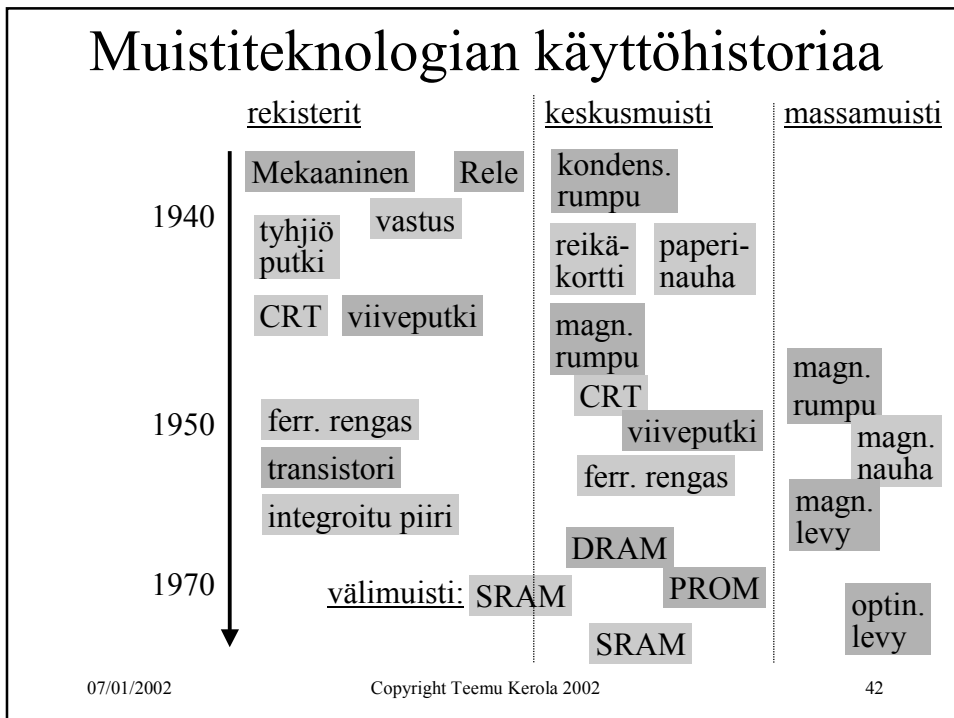 Muistiteknologian käyttöhistoriaa
rekisterit
keskusmuisti
massamuisti
Mekaaninen
Rele
kondens.
rumpu
1940
tyhjiö
putki
vastus
reikä-
kortti
paperi-
nauha
CRT
viiveputki
magn.
rumpu
magn.
rumpu
CRT
1950
ferr. rengas
viiveputki
magn.
nauha
transistori
ferr. rengas
integroitu piiri
magn.
levy
DRAM
1970
välimuisti:
SRAM
PROM
optin.
levy
SRAM
07/01/2002
Copyright Teemu Kerola 2002
42